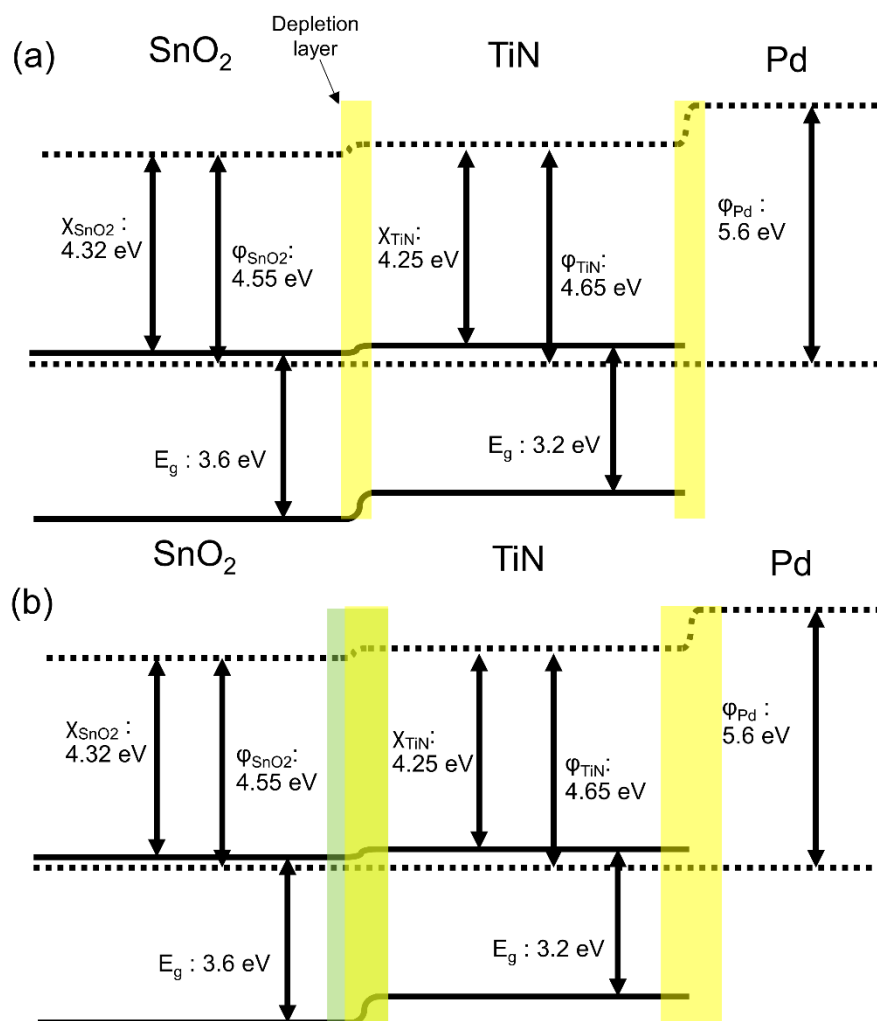 (a)
SnO₂
Depletion
layer
TiN
Pd
χSnO2 :
4.32 eV
φSnO2:
4.55 eV
χTiN:
4.25 eV
φTiN:
4.65 eV
φPd :
5.6 eV
Eg : 3.6 eV
Eg : 3.2 eV
(b)
SnO₂
TiN
Pd
χSnO2 :
4.32 eV
φSnO2:
4.55 eV
χTiN:
4.25 eV
φTiN:
4.65 eV
φPd :
5.6 eV
Eg : 3.6 eV
Eg : 3.2 eV